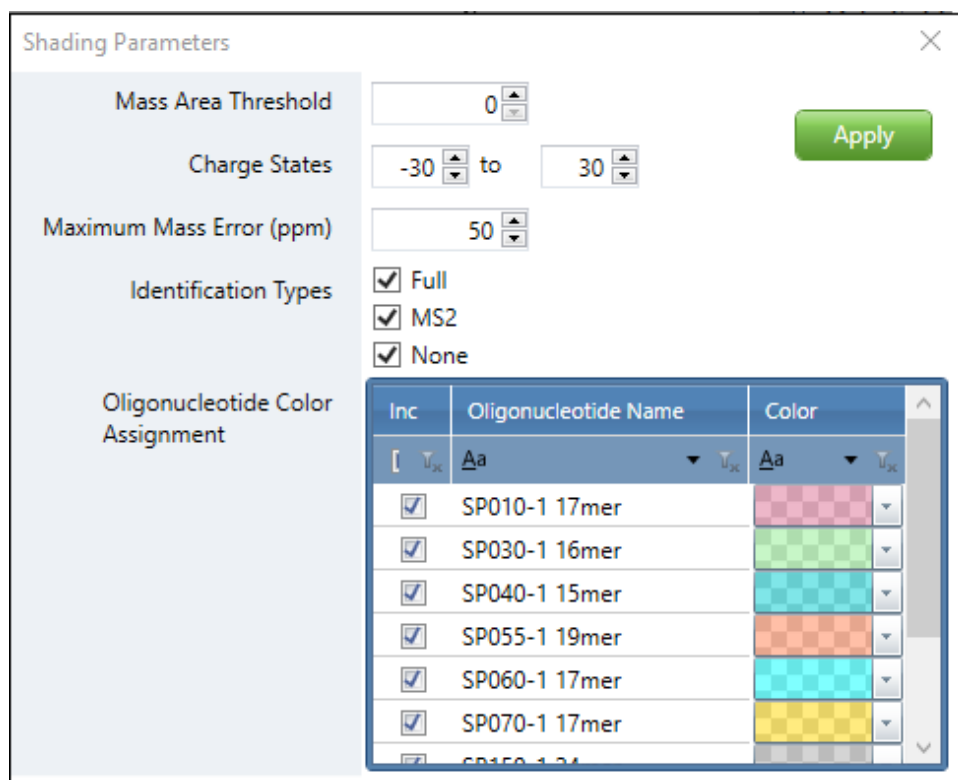 Shading Parameters
Mass Area Threshold 0
Apply
Charge States -30 to 30
Maximum Mass Error (ppm) 50
Identification Types Full
MS2
None
Oligonucleotide Color
Assignment
Inc Oligonucleotide Name Color
Aa Aa
SP010-1 17mer
SP030-1 16mer
SP040-1 15mer
SP055-1 19mer
SP060-1 17mer
SP070-1 17mer